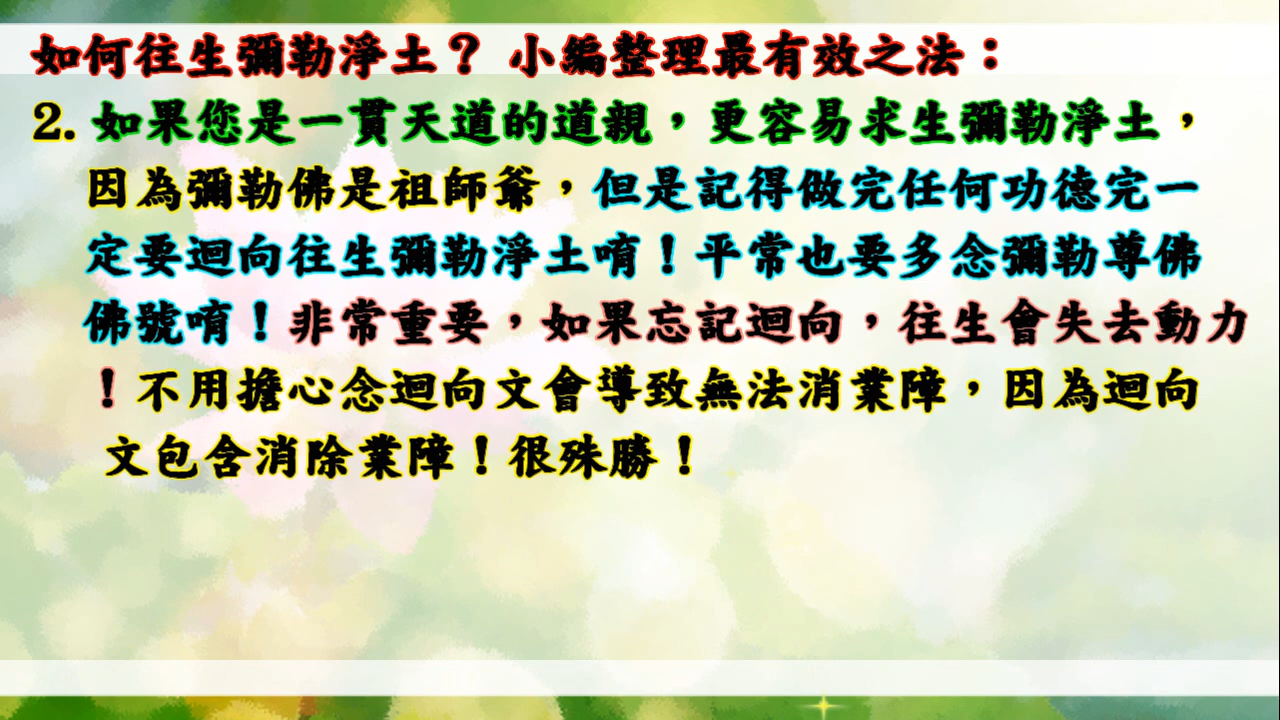 如何往生彌勒淨土？ 小編整理最有效之法：
2. 如果您是一貫天道的道親，更容易求生彌勒淨土，
因為彌勒佛是祖師爺，但是記得做完任何功德完一
定要迴向往生彌勒淨土唷！平常也要多念彌勒尊佛
佛號唷！非常重要，如果忘記迴向，往生會失去動力
！不用擔心念迴向文會導致無法消業障，因為迴向
文包含消除業障！很殊勝！